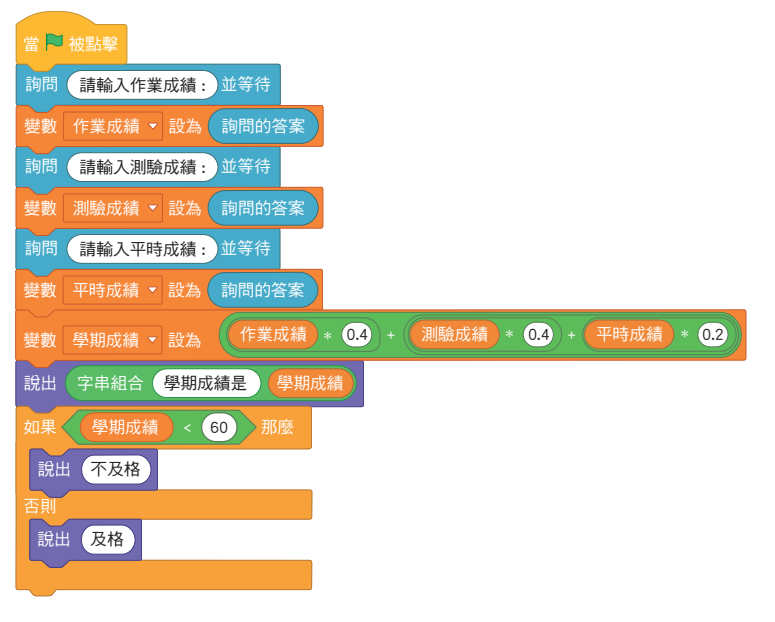 當 被點擊
詢問 請輸入作業成績： 並等待
變數 作業成績 設為 詢問的答案
詢問 請輸入測驗成績： 並等待
變數 測驗成績 設為 詢問的答案
詢問 請輸入平時成績： 並等待
變數 平時成績 設為 詢問的答案
變數 學期成績 設為 作業成績 * 0.4 + 測驗成績 * 0.4 + 平時成績 * 0.2
說出 字串組合 學期成績是 學期成績
如果 學期成績 < 60 那麼
說出 不及格
否則
說出 及格